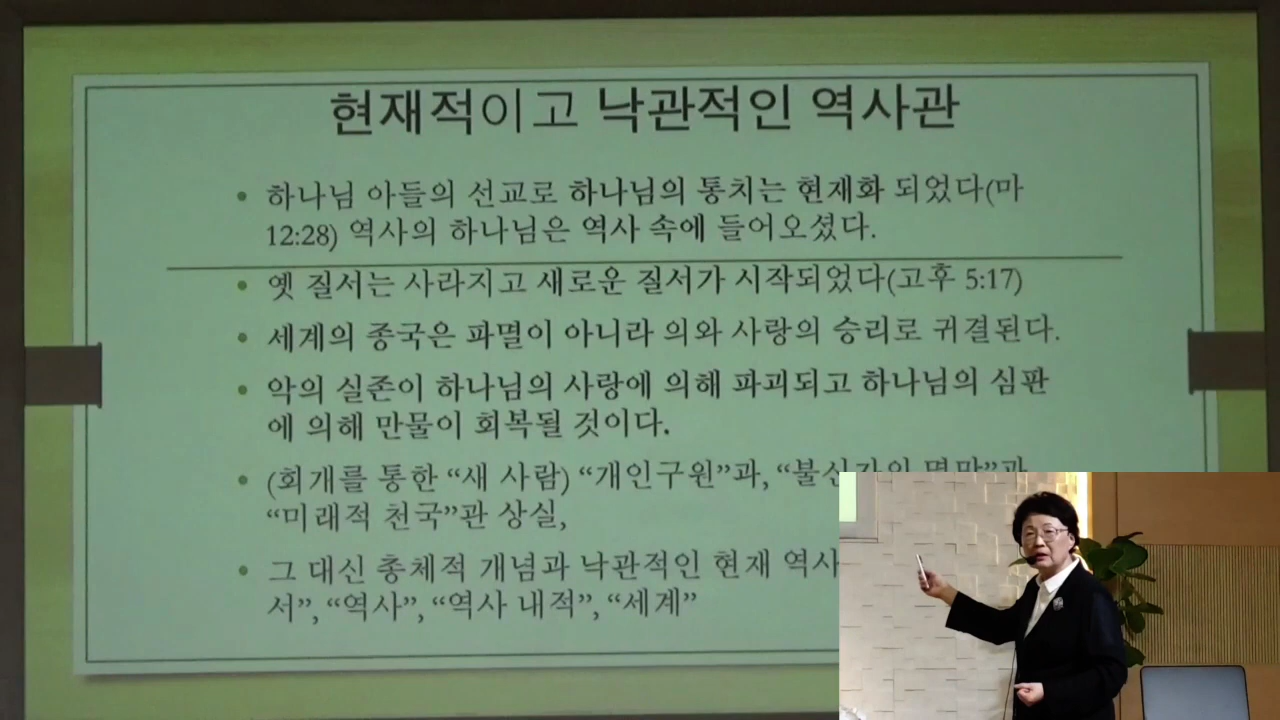 현재적이고 낙관적인 역사관
• 하나님 아들의 선교로 하나님의 통치는 현재화 되었다(마
12:28) 역사의 하나님은 역사 속에 들어오셨다.
• 옛 질서는 사라지고 새로운 질서가 시작되었다(고후 5:17)
• 세계의 종국은 파멸이 아니라 의와 사랑의 승리로 귀결된다.
• 악의 실존이 하나님의 사랑에 의해 파괴되고 하나님의 심판
에 의해 만물이 회복될 것이다.
• (회개를 통한 “새 사람) “개인구원”과, “불신자의 멸망”과
“미래적 천국”관 상실,
• 그 대신 총체적 개념과 낙관적인 현재 역사
서”, “역사”, “역사 내적”, “세계”